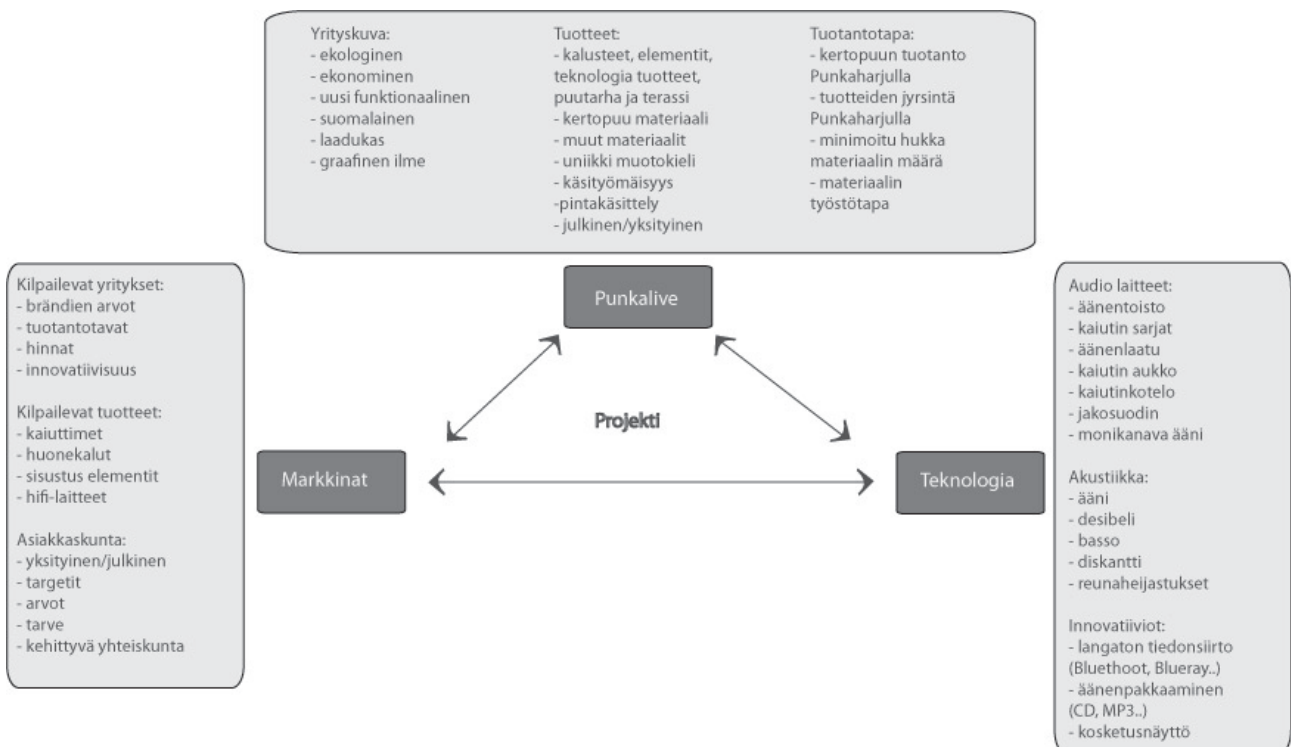 Yrityskuva:
- ekologinen
- ekonominen
- uusi funktionaalinen
- suomalainen
- laadukas
- graafinen ilme
Tuotteet:
- kalusteet, elementit,
teknologia tuotteet,
puutarha ja terassi
- kertopuu materiaali
- muut materiaalit
- uniikki muotokieli
- käsityömäisyys
-pintakäsittely
- julkinen/yksityinen
Tuotantotapa:
- kertopuun tuotanto
Punkaharjulla
- tuotteiden jyrsintä
Punkaharjulla
- minimoitu hukka
materiaalin määrä
- materiaalin
työstötapa
Kilpailevat yritykset:
- brändien arvot
- tuotantotavat
- hinnat
- innovatiivisuus
Kilpailevat tuotteet:
- kaiuttimet
- huonekalut
- sisustus elementit
- hifi-laitteet
Asiakkaskunta:
- yksityinen/julkinen
- targetit
- arvot
- tarve
- kehittyvä yhteiskunta
Punkalive
Projekti
Markkinat
Teknologia
Audio laitteet:
- äänentoisto
- kaiutin sarjat
- äänenlaatu
- kaiutin aukko
- kaiutinkotelo
- jakosuodin
- monikanava ääni
Akustiikka:
- ääni
- desibeli
- basso
- diskantti
- reunaheijastukset
Innovatiiviot:
- langaton tiedonsiirto
(Bluethoot, Blueray..)
- äänenpakkaaminen
(CD, MP3..)
- kosketusnäyttö